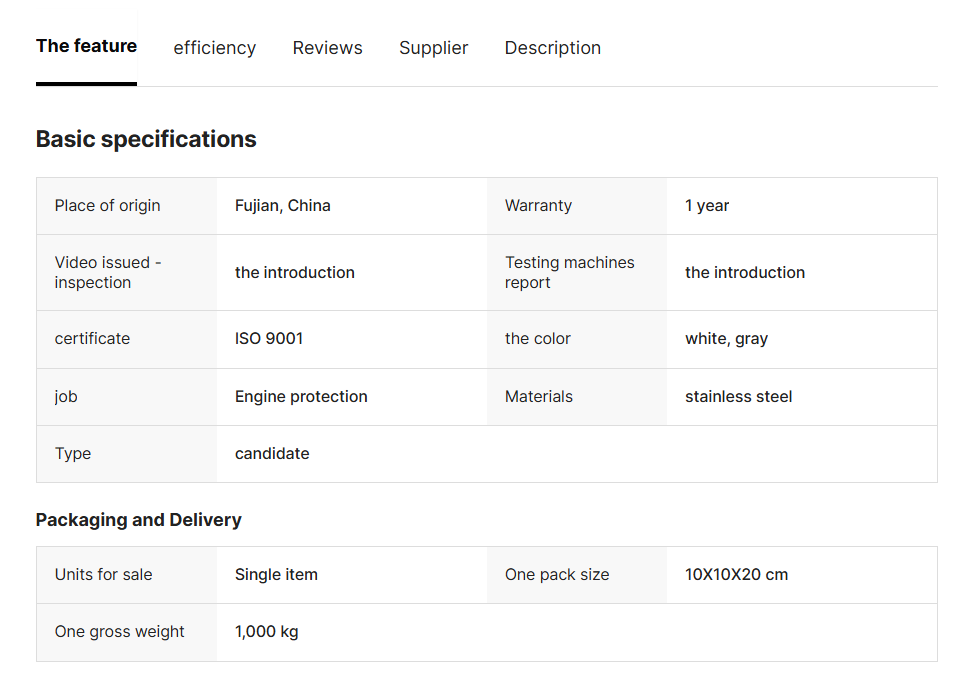 The feature efficiency Reviews Supplier Description
Basic specifications
Place of origin Fujian, China Warranty 1 year
Video issued -
inspection
the introduction
Testing machines
report
the introduction
certificate ISO 9001 the color white, gray
job Engine protection Materials stainless steel
Type candidate
Packaging and Delivery
Units for sale Single item One pack size 10X10X20 cm
One gross weight 1,000 kg